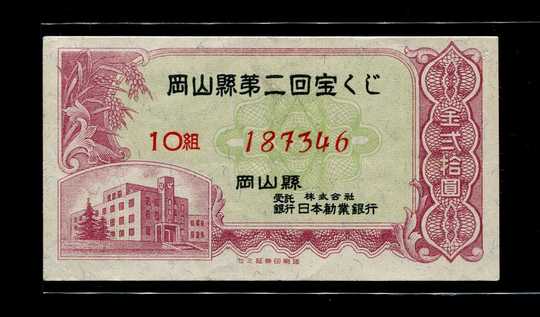 岡山縣第二回宝くじ
10組 187346
岡山縣
受託銀行 株式会社日本勧業銀行
金弐拾圓